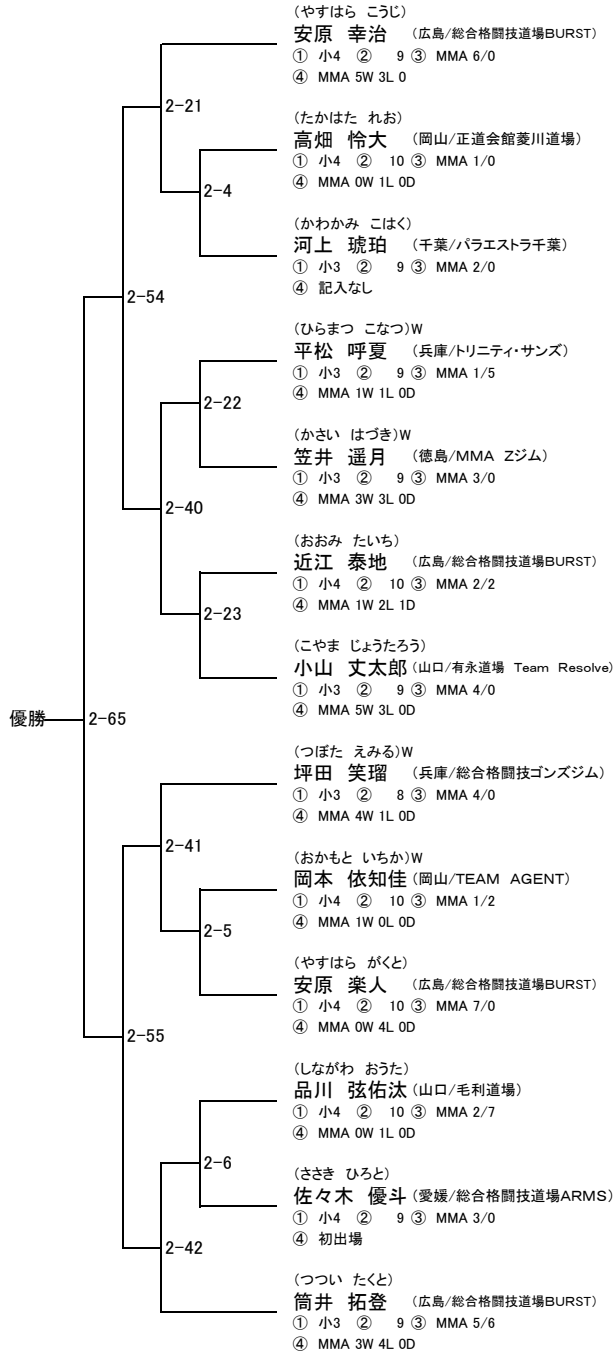 (やすはら こうじ)
安原 幸治 (広島/総合格闘技道場BURST)
① 小4 ② 9 ③ MMA 6/0
④ MMA 5W 3L 0
2-21
(たかはた れお)
高畑 怜大 (岡山/正道会館菱川道場)
① 小4 ② 10 ③ MMA 1/0
④ MMA 0W 1L 0D
2-4
(かわかみ こはく)
河上 琥珀 (千葉/パラエストラ千葉)
① 小3 ② 9 ③ MMA 2/0
④ 記入なし
2-54
(ひらまつ こなつ)W
平松 呼夏 (兵庫/トリニティ・サンズ)
① 小3 ② 9 ③ MMA 1/5
④ MMA 1W 1L 0D
2-22
(かさい はづき)W
笠井 遥月 (徳島/MMA Zジム)
① 小3 ② 9 ③ MMA 3/0
④ MMA 3W 3L 0D
2-40
(おおみ たいち)
近江 泰地 (広島/総合格闘技道場BURST)
① 小4 ② 10 ③ MMA 2/2
④ MMA 1W 2L 1D
2-23
(こやま じょうたろう)
小山 丈太郎 (山口/有永道場 Team Resolve)
① 小3 ② 9 ③ MMA 4/0
④ MMA 5W 3L 0D
優勝
2-65
(つぼた えみる)W
坪田 笑瑠 (兵庫/総合格闘技ゴンズジム)
① 小3 ② 8 ③ MMA 4/0
④ MMA 4W 1L 0D
2-41
(おかもと いちか)W
岡本 依知佳 (岡山/TEAM AGENT)
① 小4 ② 10 ③ MMA 1/2
④ MMA 1W 0L 0D
2-5
(やすはら がくと)
安原 楽人 (広島/総合格闘技道場BURST)
① 小4 ② 10 ③ MMA 7/0
④ MMA 0W 4L 0D
2-55
(しながわ おうた)
品川 弦佑汰 (山口/毛利道場)
① 小4 ② 10 ③ MMA 2/7
④ MMA 0W 1L 0D
2-6
(ささき ひろと)
佐々木 優斗 (愛媛/総合格闘技道場ARMS)
① 小4 ② 9 ③ MMA 3/0
④ 初出場
2-42
(つつい たくと)
筒井 拓登 (広島/総合格闘技道場BURST)
① 小3 ② 9 ③ MMA 5/6
④ MMA 3W 4L 0D